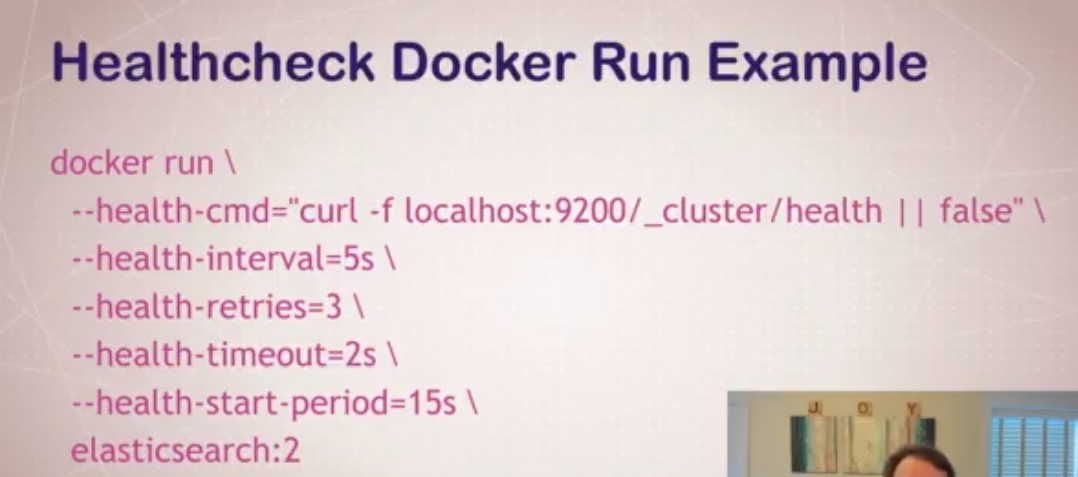 Healthcheck Docker Run Example
docker run \
--health-cmd="curl -f localhost:9200/_cluster/health || false" \
--health-interval=5s \
--health-retries=3 \
--health-timeout=2s \
--health-start-period=15s \
elasticsearch:2
J O Y